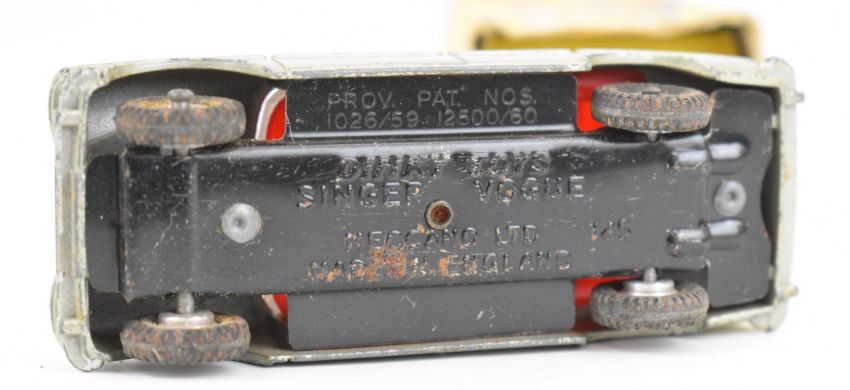 PROV. PAT. NOS.
1026/59 12500/60
DINKY TOYS
SINGER VOGUE
MECCANO LTD 145
MADE IN ENGLAND